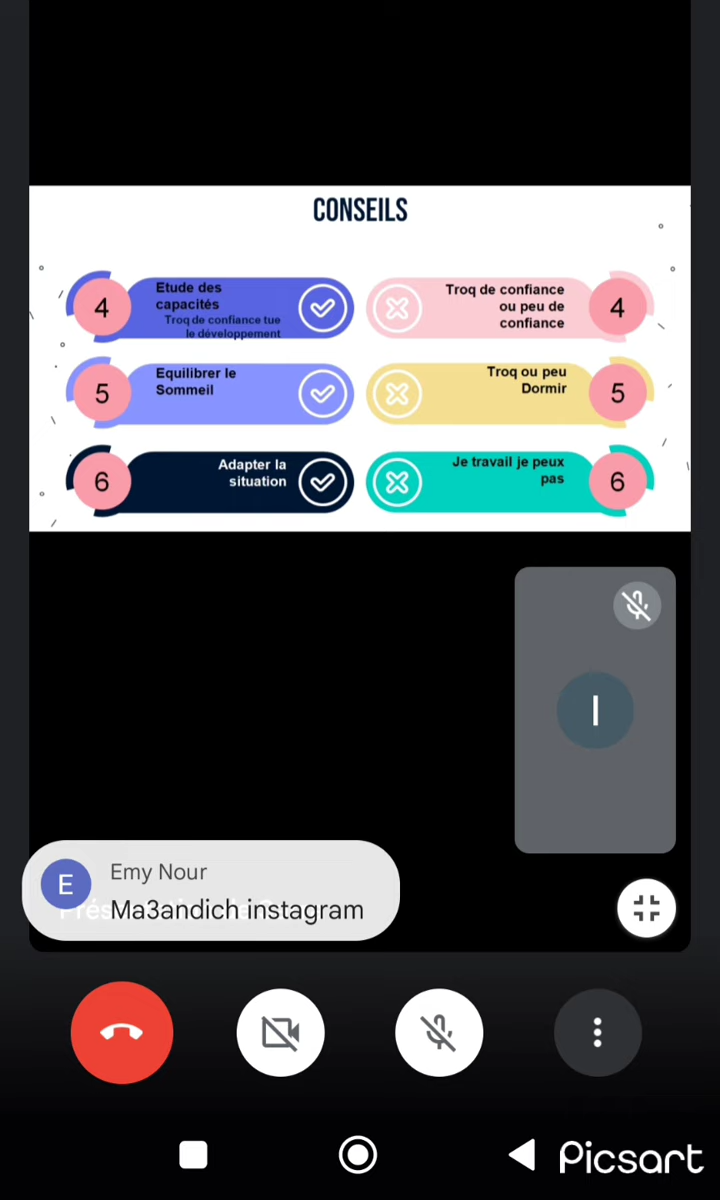 CONSEILS
4
Etude des
capacités
Troq de confiance tue
le développement
Troq de confiance
ou peu de
confiance
4
5
Equilibrer le
Sommeil
Troq ou peu
Dormir
5
6
Adapter la
situation
Je travail je peux
pas
6
I
E
Emy Nour
Ma3andich instagram
Picsart